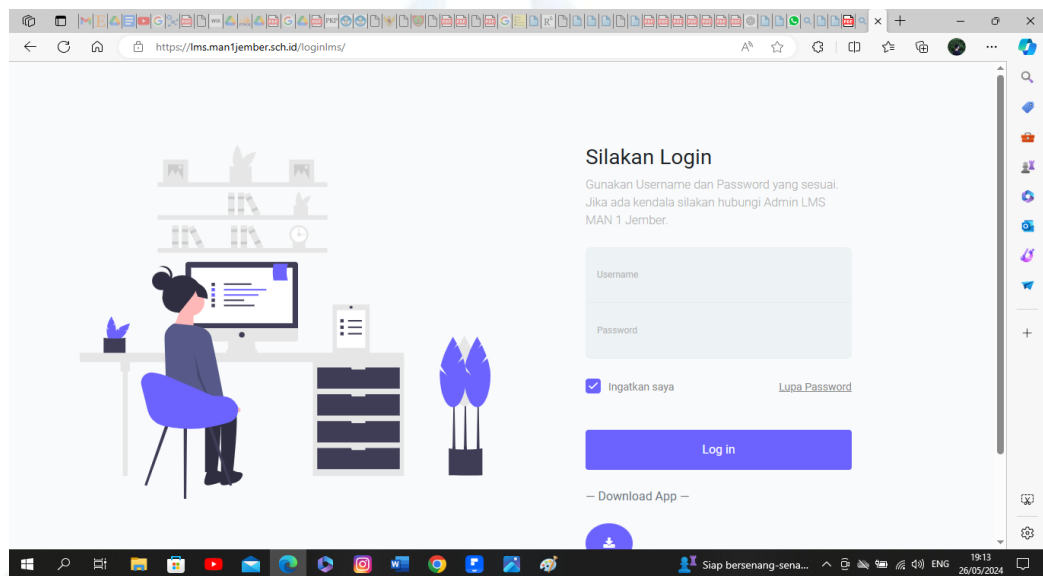 https://lms.man1jember.sch.id/loginlms/
Silakan Login
Gunakan Username dan Password yang sesuai.
Jika ada kendala silakan hubungi Admin LMS
MAN 1 Jember.
Username
Password
Ingatkan saya
Lupa Password
Log in
— Download App —
Siap bersenang-sena...
ENG
19:13
26/05/2024